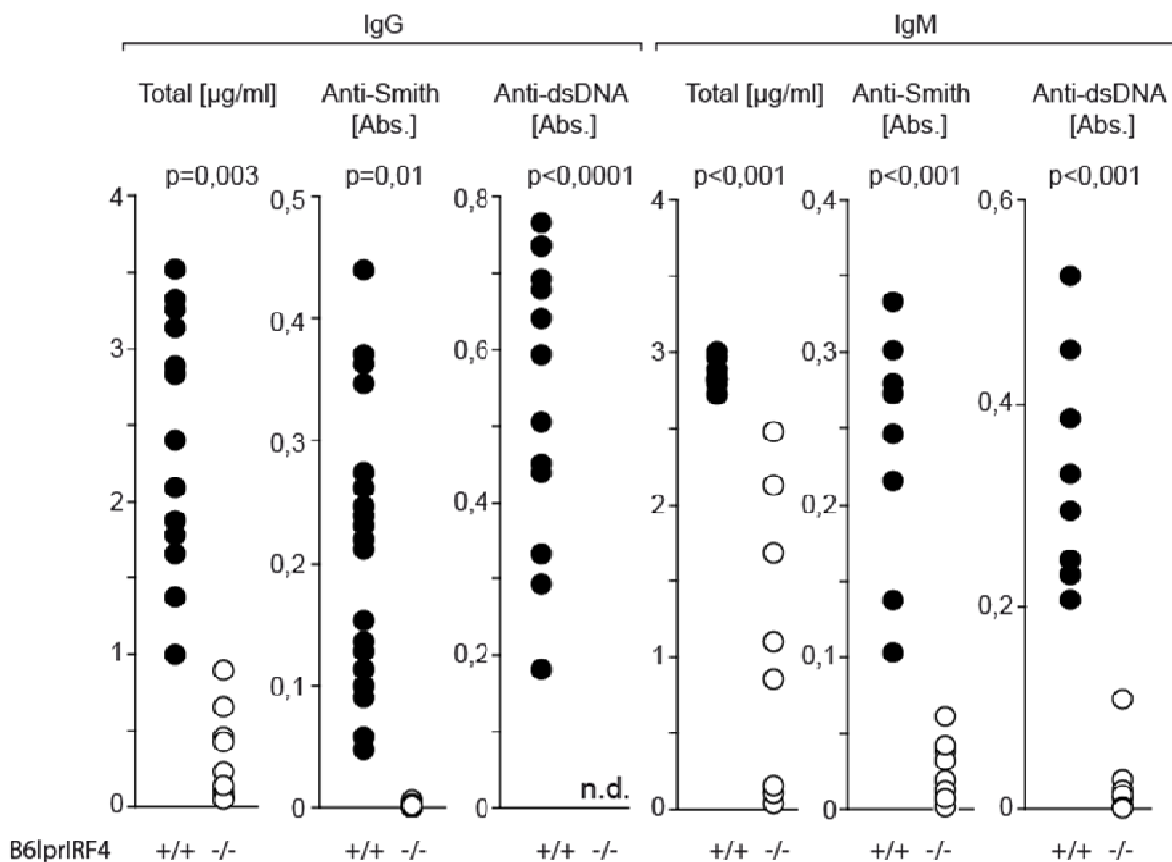 IgG IgM
Total [µg/ml] Anti-Smith [Abs.] Anti-dsDNA [Abs.] Total [µg/ml] Anti-Smith [Abs.] Anti-dsDNA [Abs.]
p=0,003 p=0,01 p<0,0001 p<0,001 p<0,001 p<0,001
4 0,5 0,8 4 0,4 0,6
3 0,4 0,6 3 0,3 0,4
2 0,3 0,4 2 0,2 0,2
1 0,2 0,2 1 0,1 0
0 0,1 0 0 0
0
n.d.
B6lprIRF4 +/+ -/- +/+ -/- +/+ -/- +/+ -/- +/+ -/- +/+ -/-